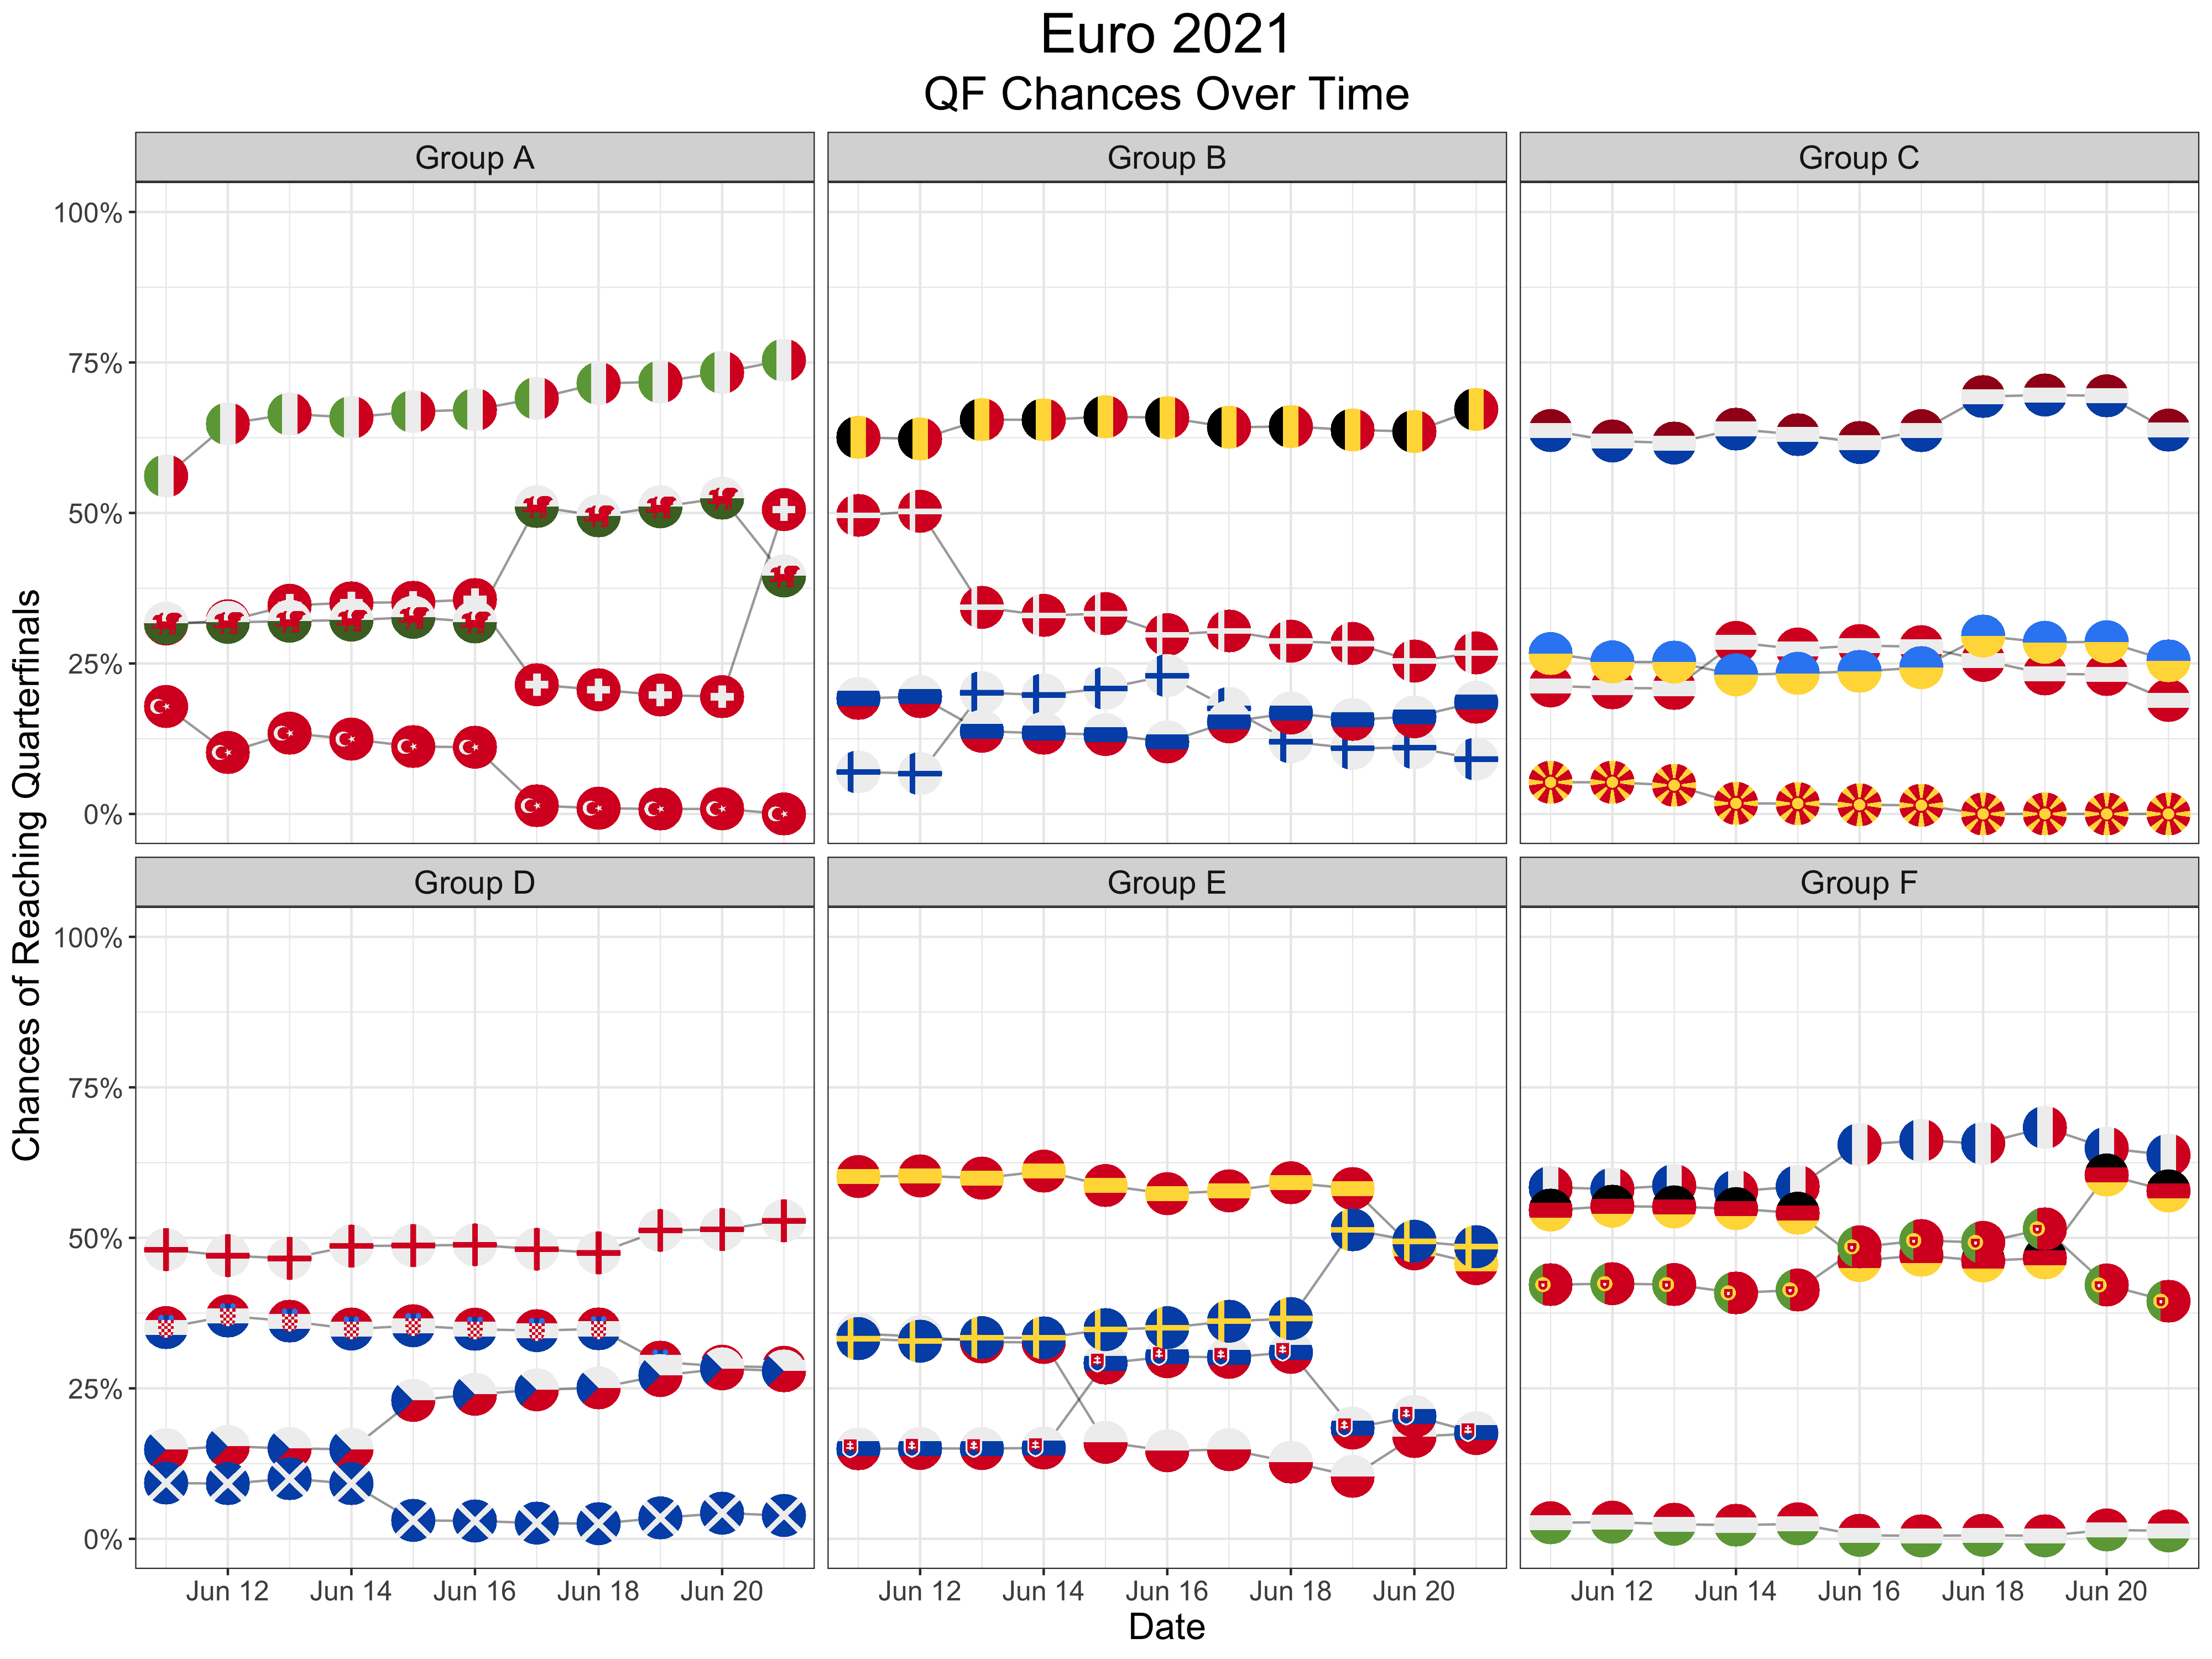 Euro 2021
QF Chances Over Time
Group A
Group B
Group C
100%
75%
50%
25%
0%
Group D
Group E
Group F
100%
75%
50%
25%
0%
Chances of Reaching Quarterfinals
Jun 12 Jun 14 Jun 16 Jun 18 Jun 20
Jun 12 Jun 14 Jun 16 Jun 18 Jun 20
Jun 12 Jun 14 Jun 16 Jun 18 Jun 20
Date